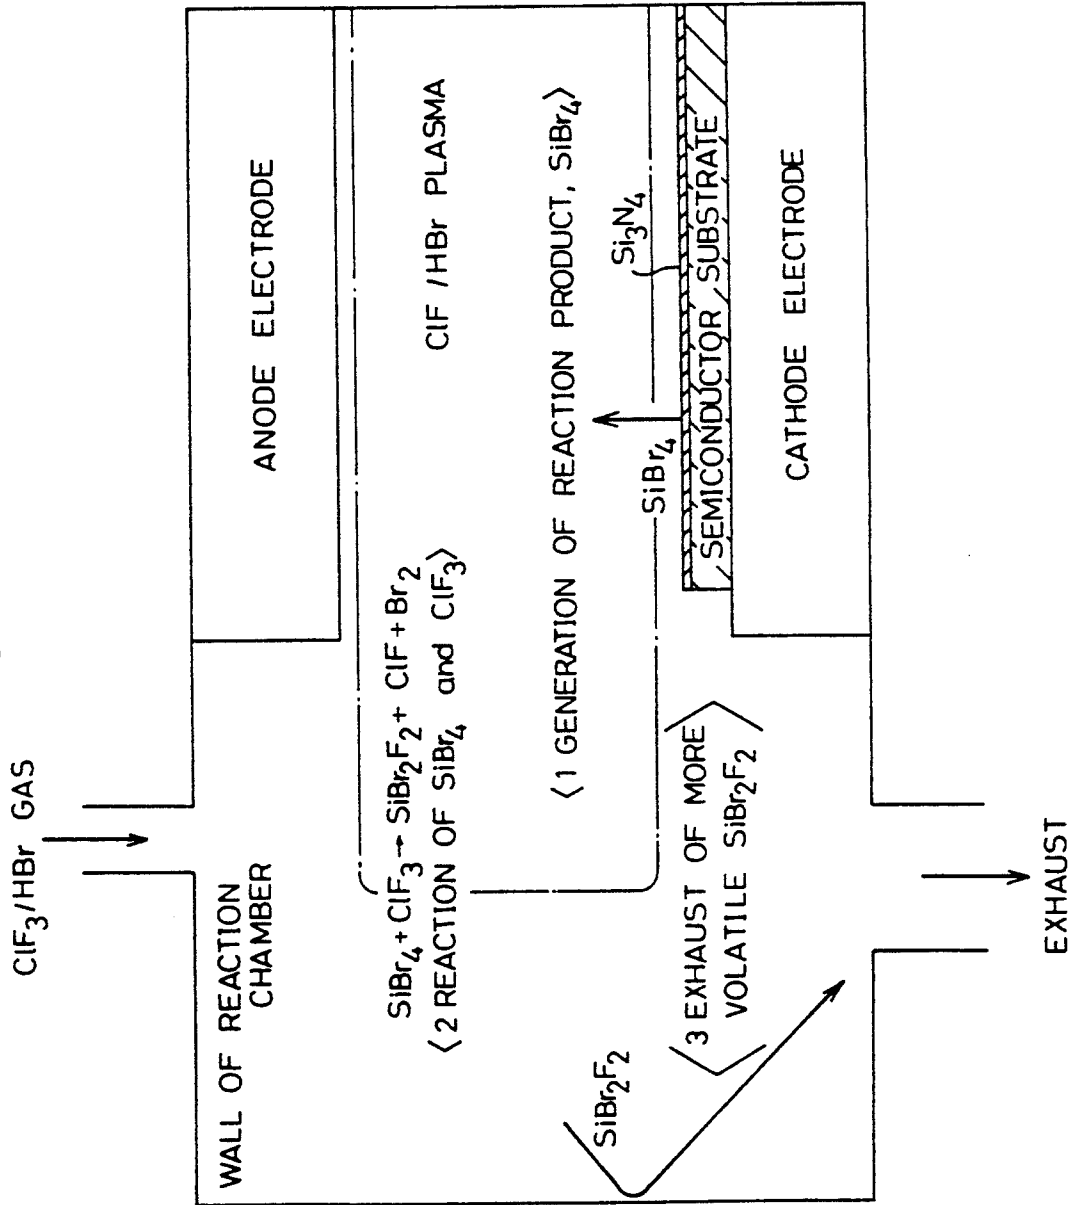 ClF3/HBr GAS
WALL OF REACTION
CHAMBER
ANODE ELECTRODE
SiBr4 + ClF3 → SiBr2F2 + ClF + Br2
〈2 REACTION OF SiBr4 and ClF3〉
ClF /HBr PLASMA
〈1 GENERATION OF REACTION PRODUCT, SiBr4〉
SiBr4
Si3N4
SEMICONDUCTOR SUBSTRATE
CATHODE ELECTRODE
SiBr2F2
〈3 EXHAUST OF MORE
VOLATILE SiBr2F2〉
EXHAUST